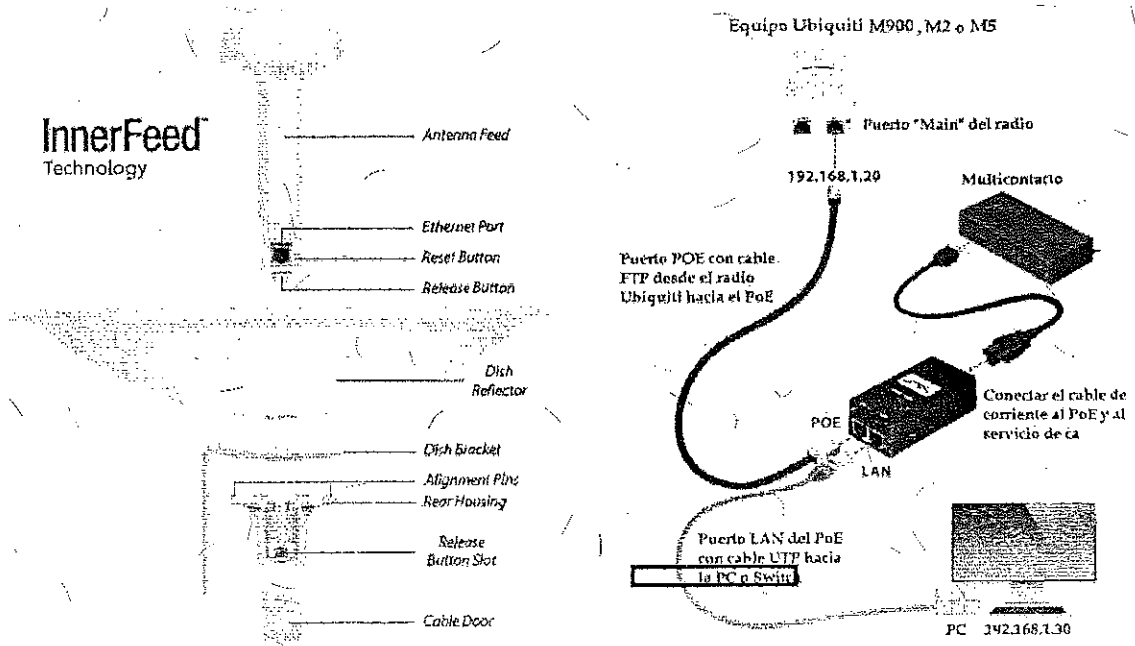 InnerFeed™
Technology
Antenna Feed
Ethernet Port
Reset Button
Release Button
Dish
Reflector
Dish Bracket
Alignment Pins
Rear Housing
Release
Button Slot
Cable Door
Equipo Ubiquiti M900, M2 o M5
Puerto "Main" del radio
192.168.1.20
Multicontacto
Puerto POE con cable
FTP desde el radio
Ubiquiti hacia el PoE
Conectar el cable de
corriente al PoE y al
servicio de ca
POE
LAN
Puerto LAN del PoE
con cable UTP hacia
la PC o Switch
PC 192.168.1.30